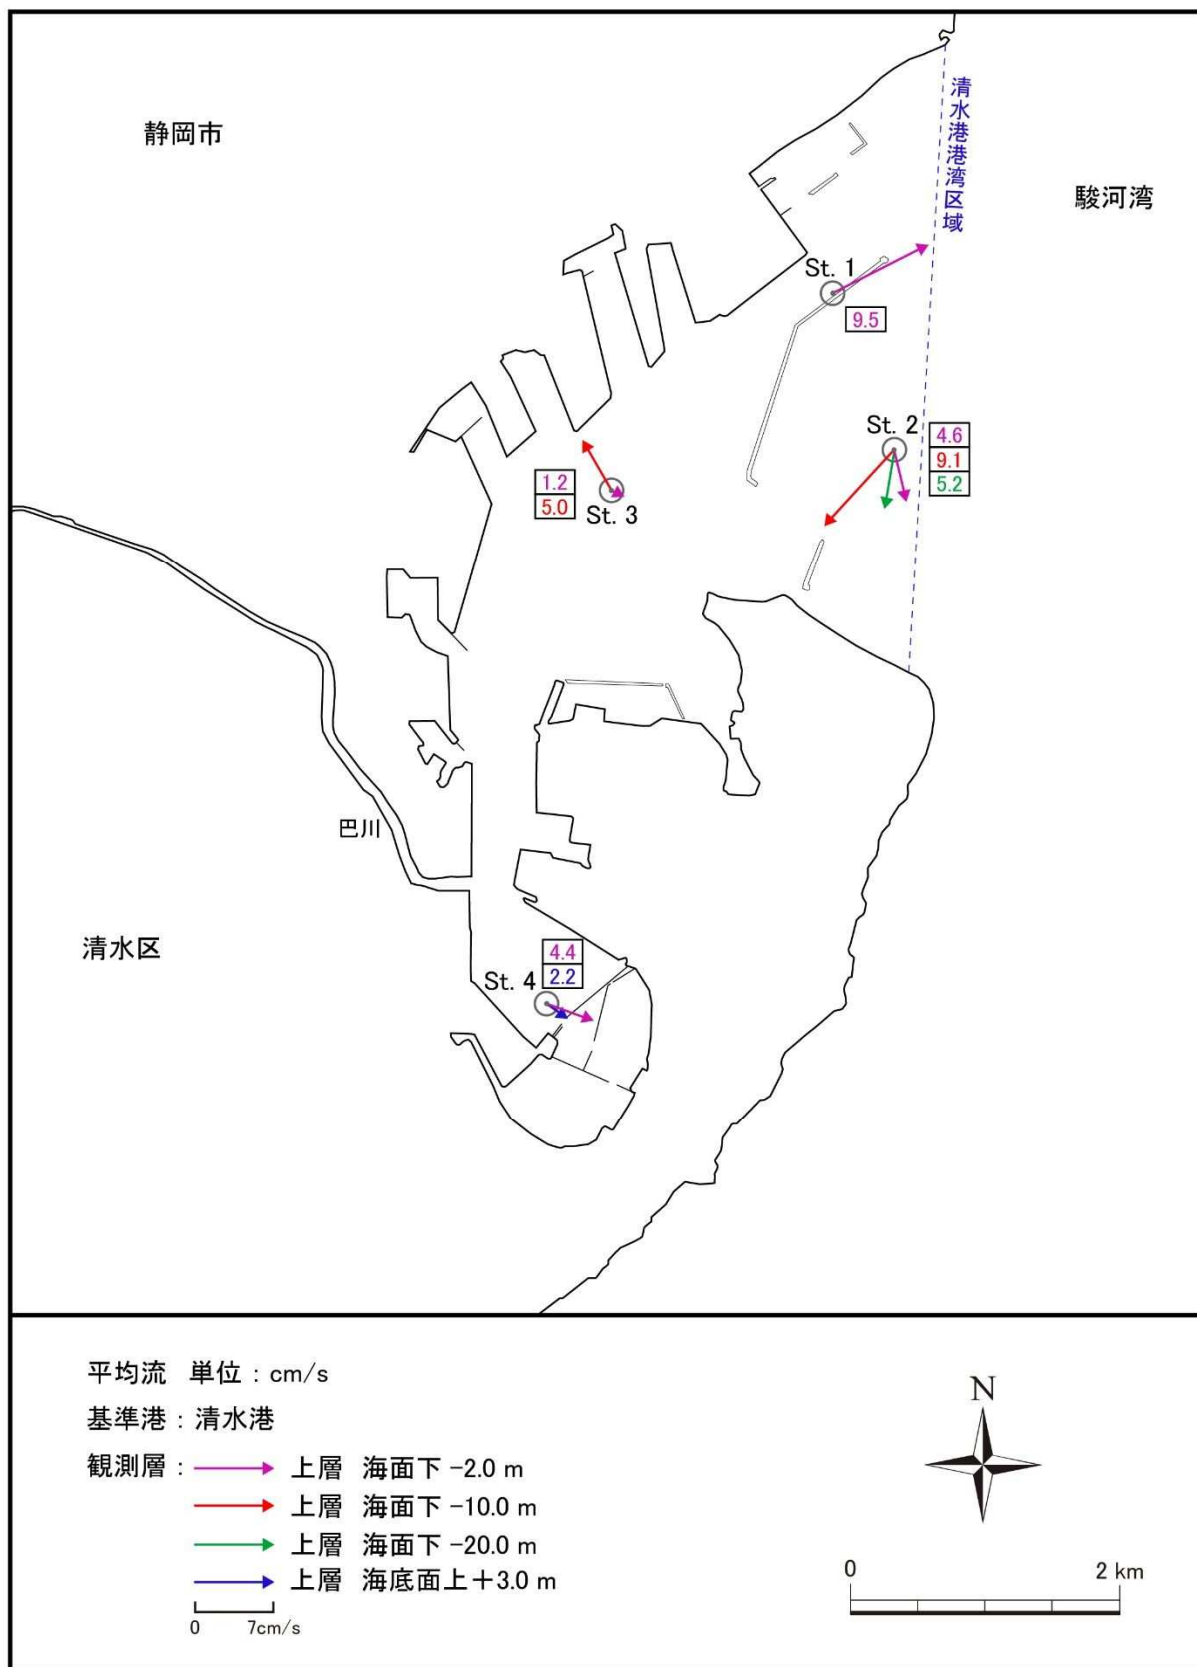 静岡市
清水港港湾区域
駿河湾
St. 1
9.5
St. 2
4.6
9.1
5.2
1.2
5.0
St. 3
巴川
清水区
4.4
2.2
St. 4
平均流 単位：cm/s
基準港：清水港
観測層：
上層 海面下 −2.0 m
上層 海面下 −10.0 m
上層 海面下 −20.0 m
上層 海底面上＋3.0 m
0 7cm/s
N
0 2 km